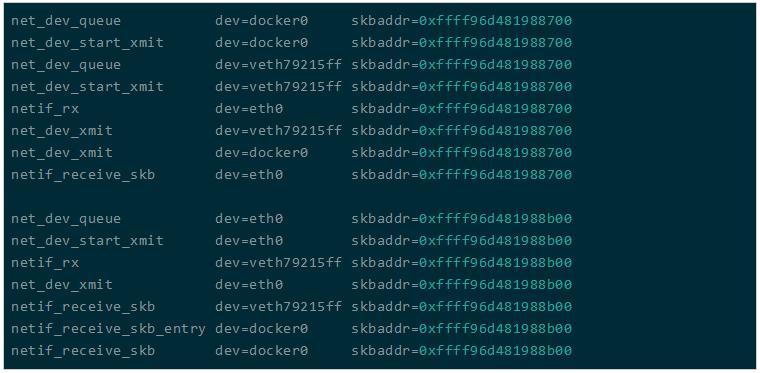 net_dev_queue dev=docker0 skbaddr=0xffff96d481988700
net_dev_start_xmit dev=docker0 skbaddr=0xffff96d481988700
net_dev_queue dev=veth79215ff skbaddr=0xffff96d481988700
net_dev_start_xmit dev=veth79215ff skbaddr=0xffff96d481988700
netif_rx dev=eth0 skbaddr=0xffff96d481988700
net_dev_xmit dev=veth79215ff skbaddr=0xffff96d481988700
net_dev_xmit dev=docker0 skbaddr=0xffff96d481988700
netif_receive_skb dev=eth0 skbaddr=0xffff96d481988700
net_dev_queue dev=eth0 skbaddr=0xffff96d481988b00
net_dev_start_xmit dev=eth0 skbaddr=0xffff96d481988b00
netif_rx dev=veth79215ff skbaddr=0xffff96d481988b00
net_dev_xmit dev=eth0 skbaddr=0xffff96d481988b00
netif_receive_skb dev=veth79215ff skbaddr=0xffff96d481988b00
netif_receive_skb_entry dev=docker0 skbaddr=0xffff96d481988b00
netif_receive_skb dev=docker0 skbaddr=0xffff96d481988b00